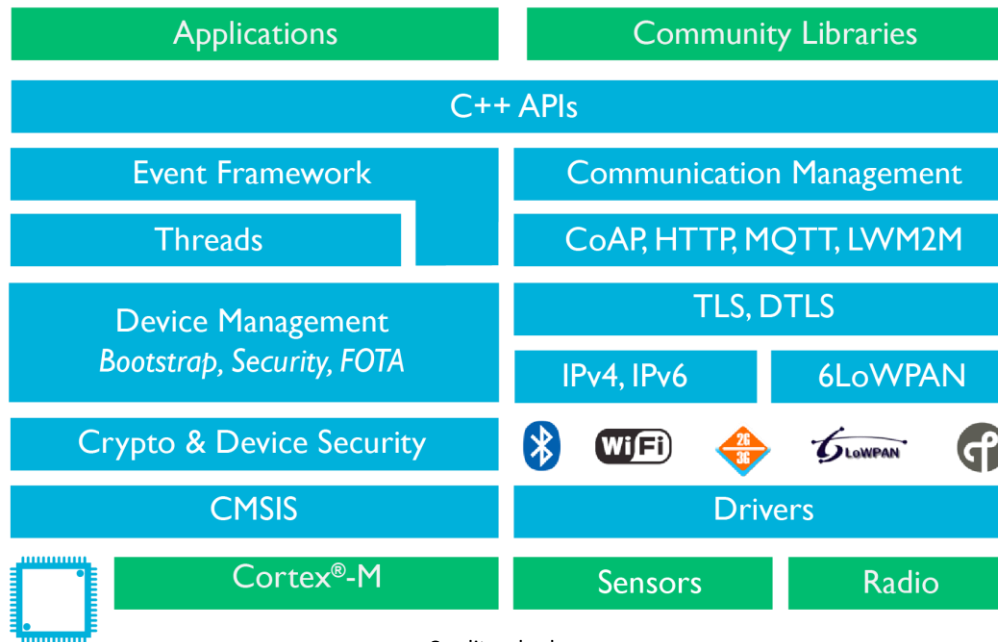 Applications
Community Libraries
C++ APIs
Event Framework
Communication Management
Threads
CoAP, HTTP, MQTT, LWM2M
Device Management
Bootstrap, Security, FOTA
TLS, DTLS
IPv4, IPv6
6LoWPAN
Crypto & Device Security
WiFi
2G
3G
6LoWPAN
CMSIS
Drivers
Cortex®-M
Sensors
Radio